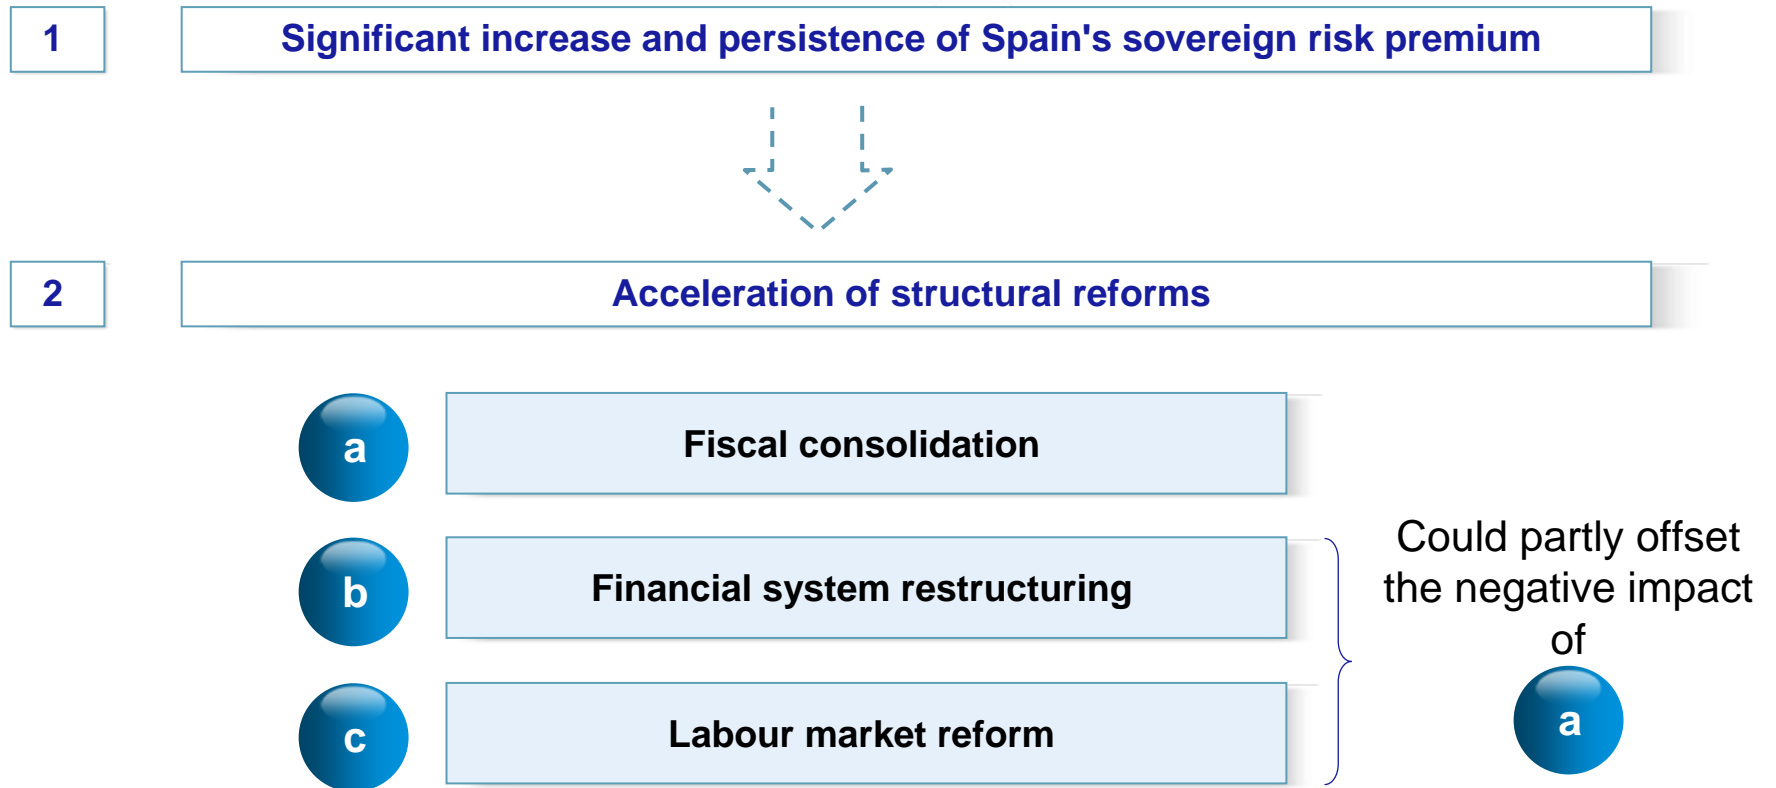 1
Significant increase and persistence of Spain's sovereign risk premium
2
Acceleration of structural reforms
a
Fiscal consolidation
b
Financial system restructuring
c
Labour market reform
Could partly offset
the negative impact
of
a